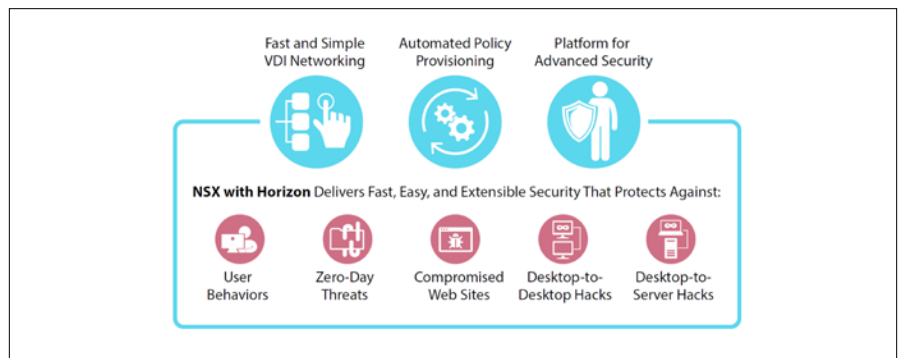 Fast and Simple
VDI Networking
Automated Policy
Provisioning
Platform for
Advanced Security
NSX with Horizon Delivers Fast, Easy, and Extensible Security That Protects Against:
User
Behaviors
Zero-Day
Threats
Compromised
Web Sites
Desktop-to-
Desktop Hacks
Desktop-to-
Server Hacks